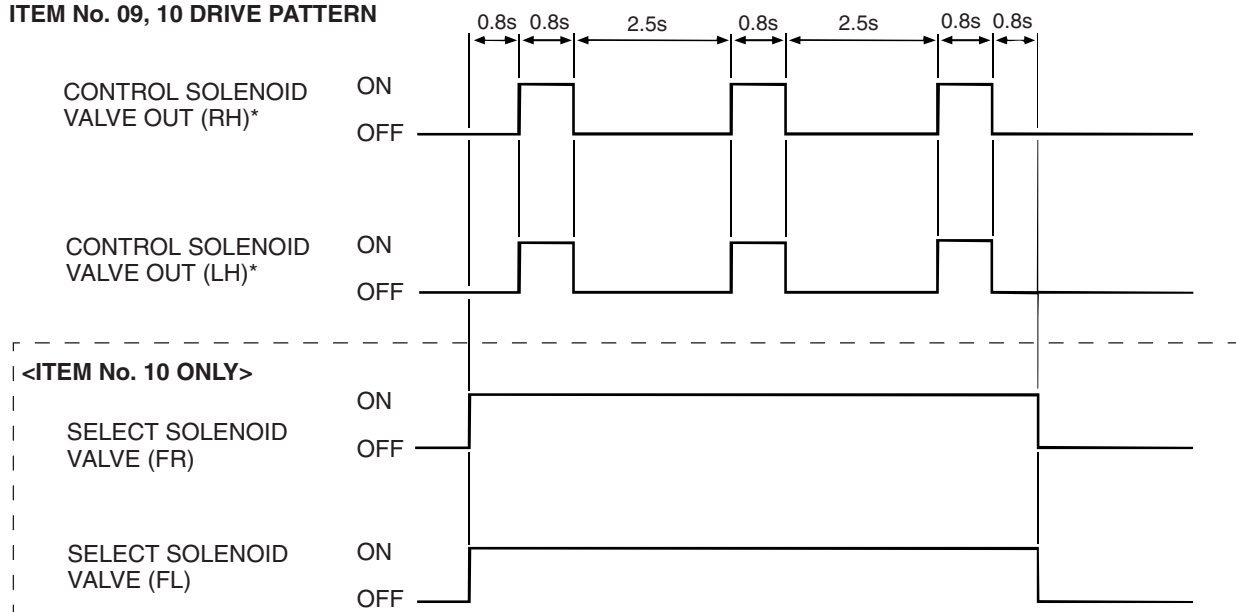 ITEM No. 09, 10 DRIVE PATTERN
0.8s 0.8s 2.5s 0.8s 2.5s 0.8s 0.8s
CONTROL SOLENOID
VALVE OUT (RH)*
ON
OFF
CONTROL SOLENOID
VALVE OUT (LH)*
ON
OFF
<ITEM No. 10 ONLY>
SELECT SOLENOID
VALVE (FR)
ON
OFF
SELECT SOLENOID
VALVE (FL)
ON
OFF